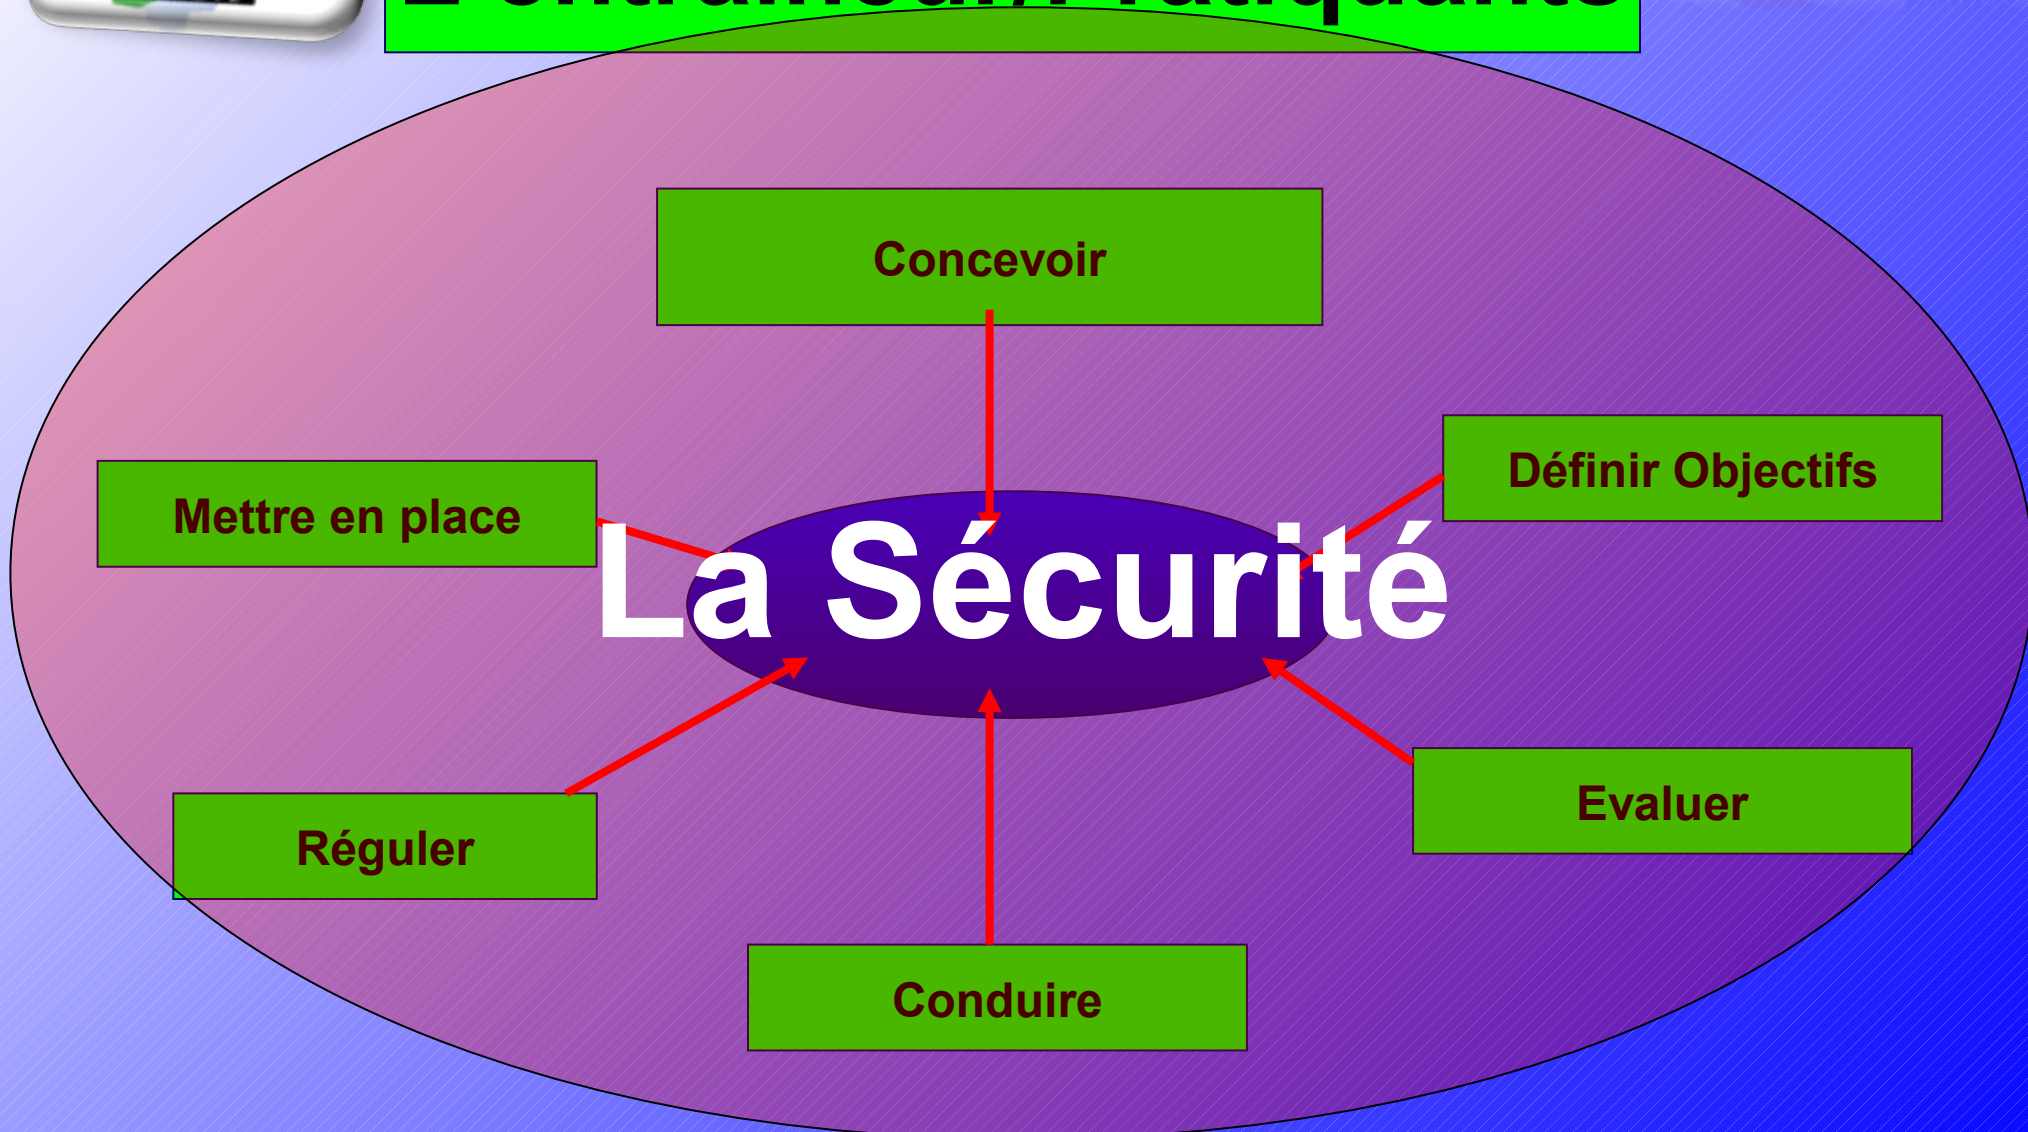 Concevoir
Définir Objectifs
Mettre en place
La Sécurité
Evaluer
Réguler
Conduire